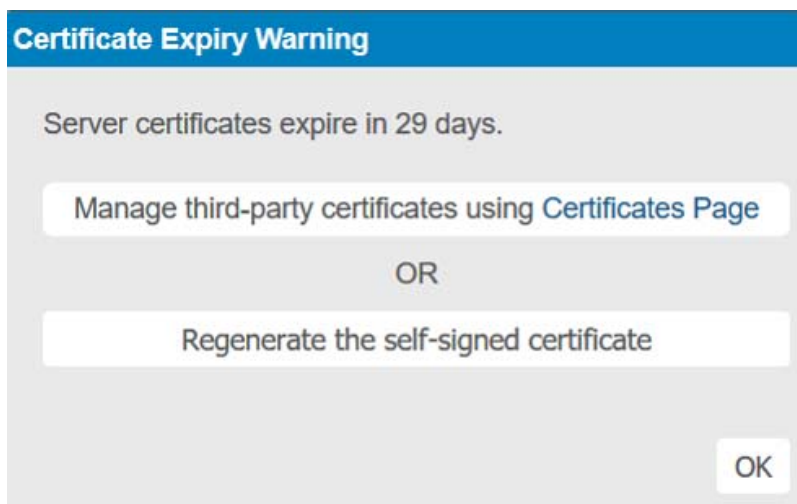 Certificate Expiry Warning
Server certificates expire in 29 days.
Manage third-party certificates using Certificates Page
OR
Regenerate the self-signed certificate
OK